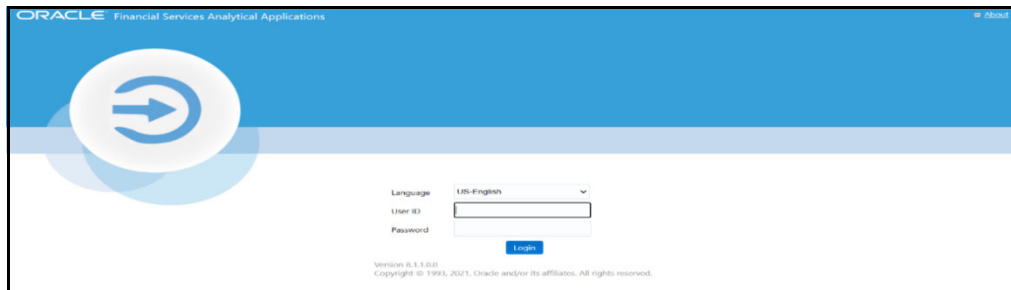 ORACLE Financial Services Analytical Applications
About
Language US-English
User ID
Password
Login
Version 8.1.1.0.0
Copyright © 1993, 2021, Oracle and/or its affiliates. All rights reserved.